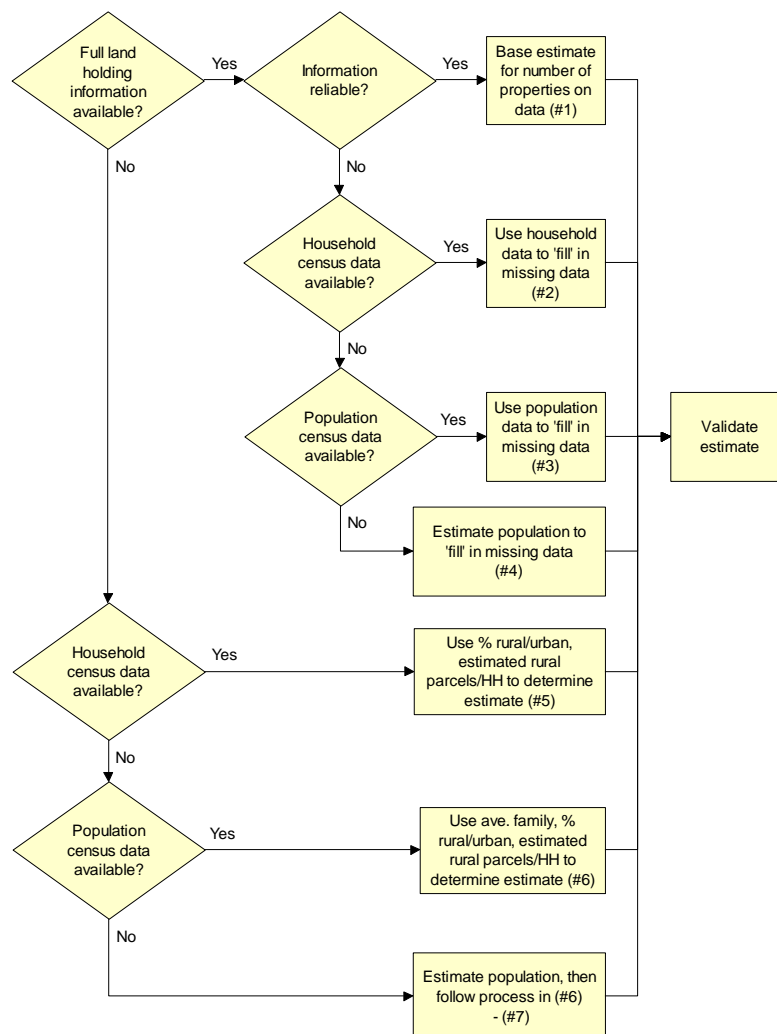 Full land
holding
information
available?
Yes
Information
reliable?
Yes
Base estimate
for number of
properties on
data (#1)
No
No
Household
census data
available?
Yes
Use household
data to 'fill' in
missing data
(#2)
No
Population
census data
available?
Yes
Use population
data to 'fill' in
missing data
(#3)
Validate
estimate
No
Estimate population to
'fill' in missing data
(#4)
Household
census data
available?
Yes
Use % rural/urban,
estimated rural
parcels/HH to determine
estimate (#5)
No
Population
census data
available?
Yes
Use ave. family, %
rural/urban, estimated
rural parcels/HH to
determine estimate (#6)
No
Estimate population, then
follow process in (#6)
- (#7)